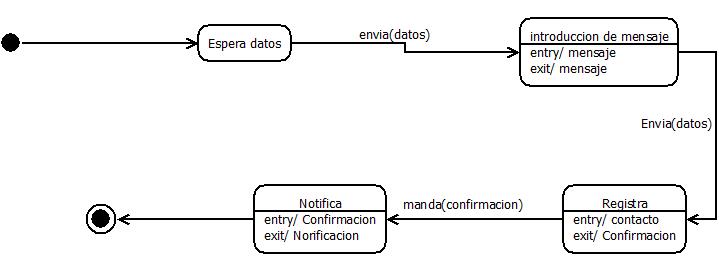 Espera datos
envia(datos)
introduccion de mensaje
entry/ mensaje
exit/ mensaje
Envia(datos)
Registra
entry/ contacto
exit/ Confirmacion
manda(confirmacion)
Notifica
entry/ Confirmacion
exit/ Norificacion